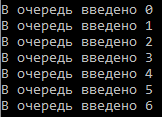 В очередь введено 0
В очередь введено 1
В очередь введено 2
В очередь введено 3
В очередь введено 4
В очередь введено 5
В очередь введено 6